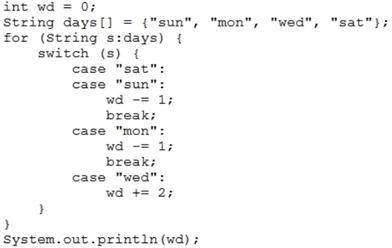 int wd = 0;
String days[] = {"sun", "mon", "wed", "sat"};
for (String s:days) {
    switch (s) {
        case "sat":
        case "sun":
            wd -= 1;
            break;
        case "mon":
            wd -= 1;
            break;
        case "wed":
            wd += 2;
    }
}
System.out.println(wd);